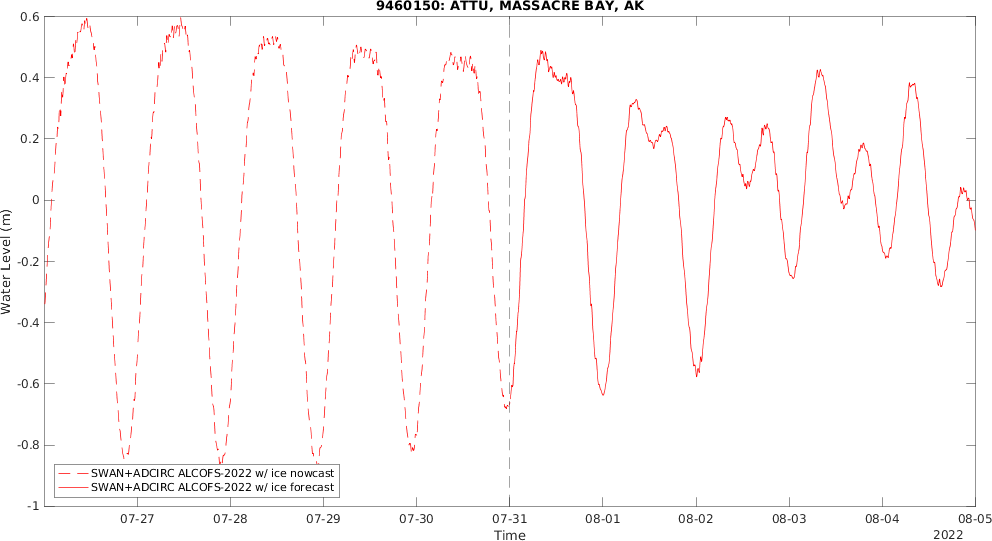 9460150: ATTU, MASSACRE BAY, AK
0.6
0.4
0.2
0
-0.2
-0.4
-0.6
-0.8
-1
Water Level (m)
SWAN+ADCIRC ALCOFS-2022 w/ ice nowcast
SWAN+ADCIRC ALCOFS-2022 w/ ice forecast
07-27 07-28 07-29 07-30 07-31 08-01 08-02 08-03 08-04 08-05
Time
2022